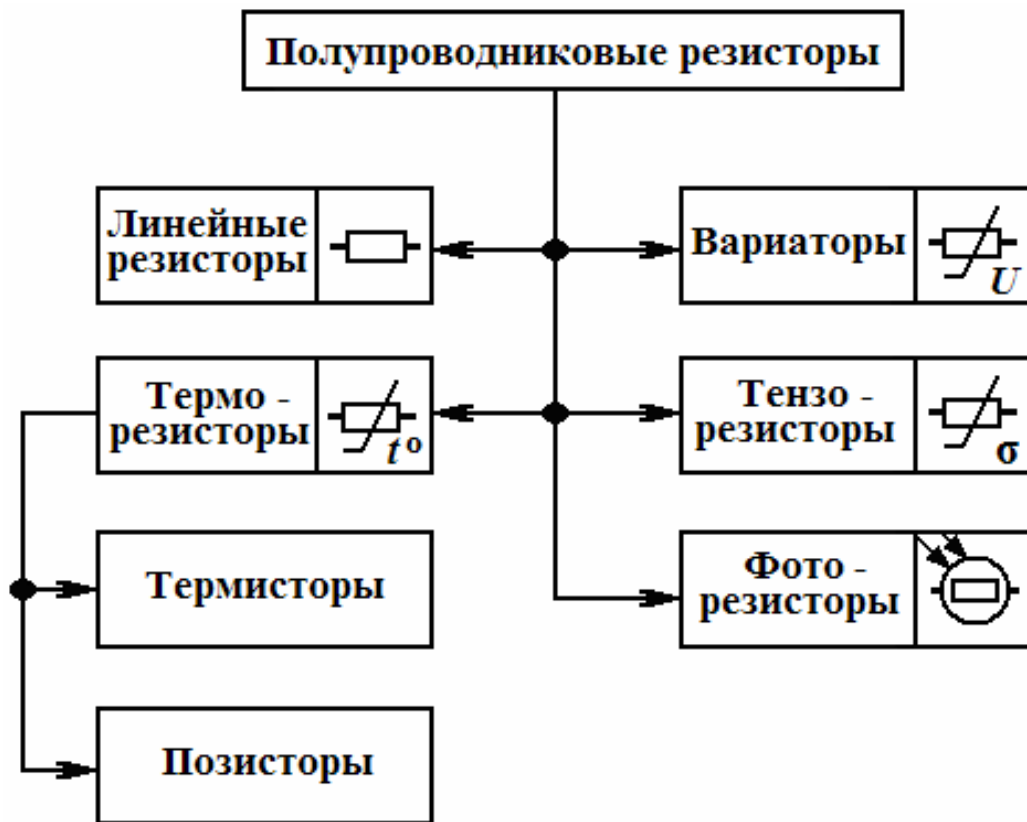 Полупроводниковые резисторы
Линейные
резисторы
Вариаторы
U
Термо -
резисторы
t°
Тензо -
резисторы
σ
Термисторы
Фото -
резисторы
Позисторы